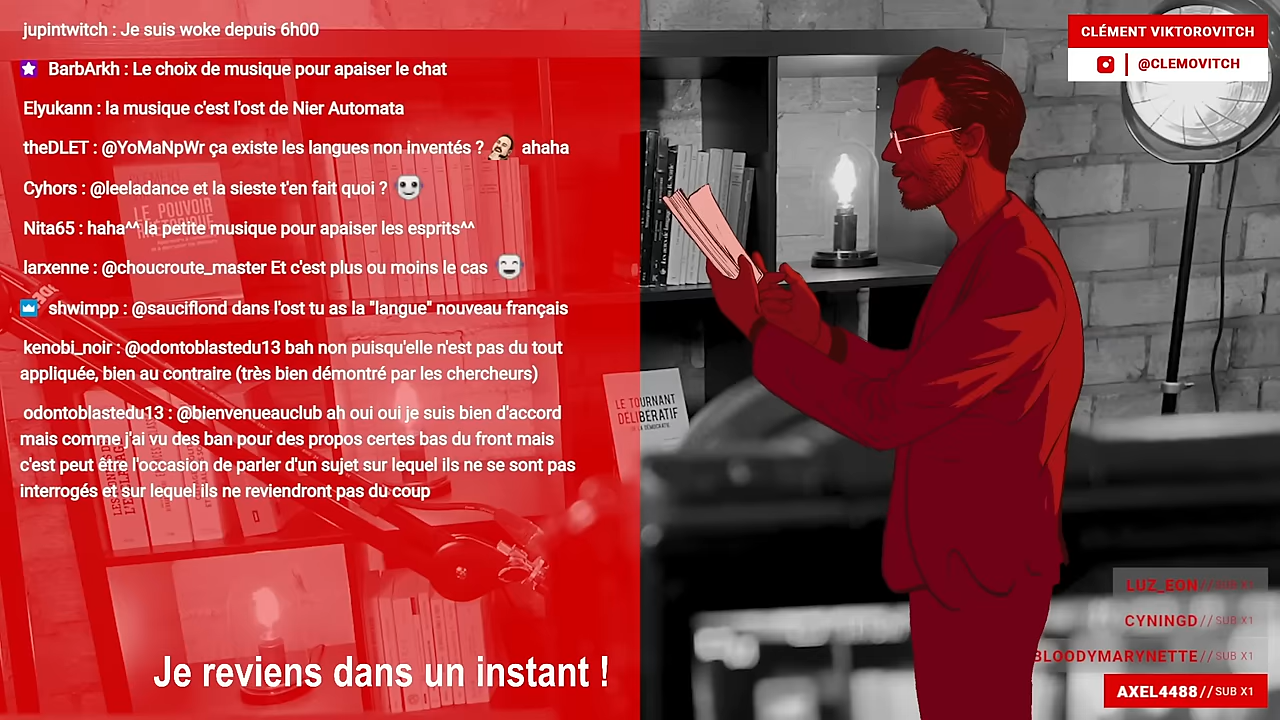 jupintwitch : Je suis woke depuis 6h00
BarbArkh : Le choix de musique pour apaiser le chat
Elyukann : la musique c'est l'ost de Nier Automata
theDLET : @YoMaNpWr ça existe les langues non inventés ? ahaha
Cyhors : @leeladance et la sieste t'en fait quoi ?
Nita65 : haha^^ la petite musique pour apaiser les esprits^^
larxenne : @choucroute_master Et c'est plus ou moins le cas
shwimpp : @saucifiond dans l'ost tu as la "langue" nouveau français
kenobi_noir : @odontoblastedu13 bah non puisqu'elle n'est pas du tout
appliquée, bien au contraire (très bien démontré par les chercheurs)
odontoblastedu13 : @bienvenueauclub ah oui oui je suis bien d'accord
mais comme j'ai vu des ban pour des propos certes bas du front mais
c'est peut être l'occasion de parler d'un sujet sur lequel ils ne se sont pas
interrogés et sur lequel ils ne reviendront pas du coup
LE POUVOIR
RHÉTORIQUE
Je reviens dans un instant !
CLÉMENT VIKTOROVITCH
@CLEMOVITCH
LE TOURNANT
DÉLIBÉRATIF
DE LA DÉMOCRATIE
LUZ_EON // SUB X1
CYNINGD // SUB X1
BLOODYMARYNETTE // SUB X1
AXEL4488 // SUB X1